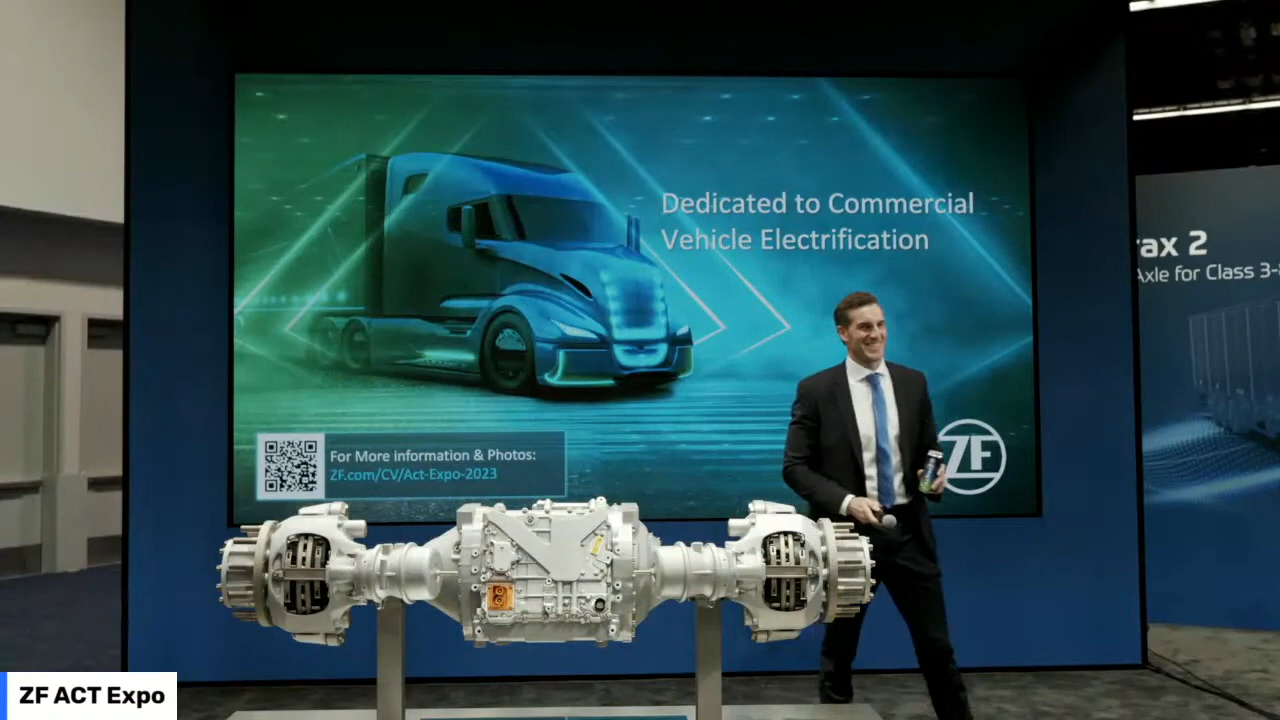 Dedicated to Commercial
Vehicle Electrification
rax 2
Axle for Class 3-
For More information & Photos:
ZF.com/CV/Act-Expo-2023
ZF
ZF ACT Expo